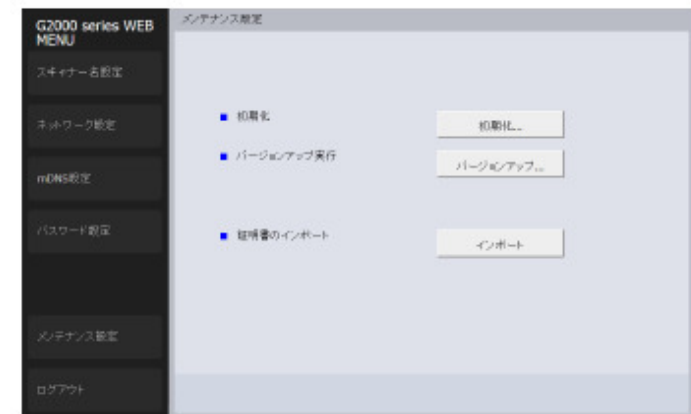 G2000 series WEB
MENU
スキャナー名設定
ネットワーク設定
mDNS設定
パスワード設定
メンテナンス設定
ログアウト
メンテナンス設定
初期化
初期化...
バージョンアップ実行
バージョンアップ...
証明書のインポート
インポート